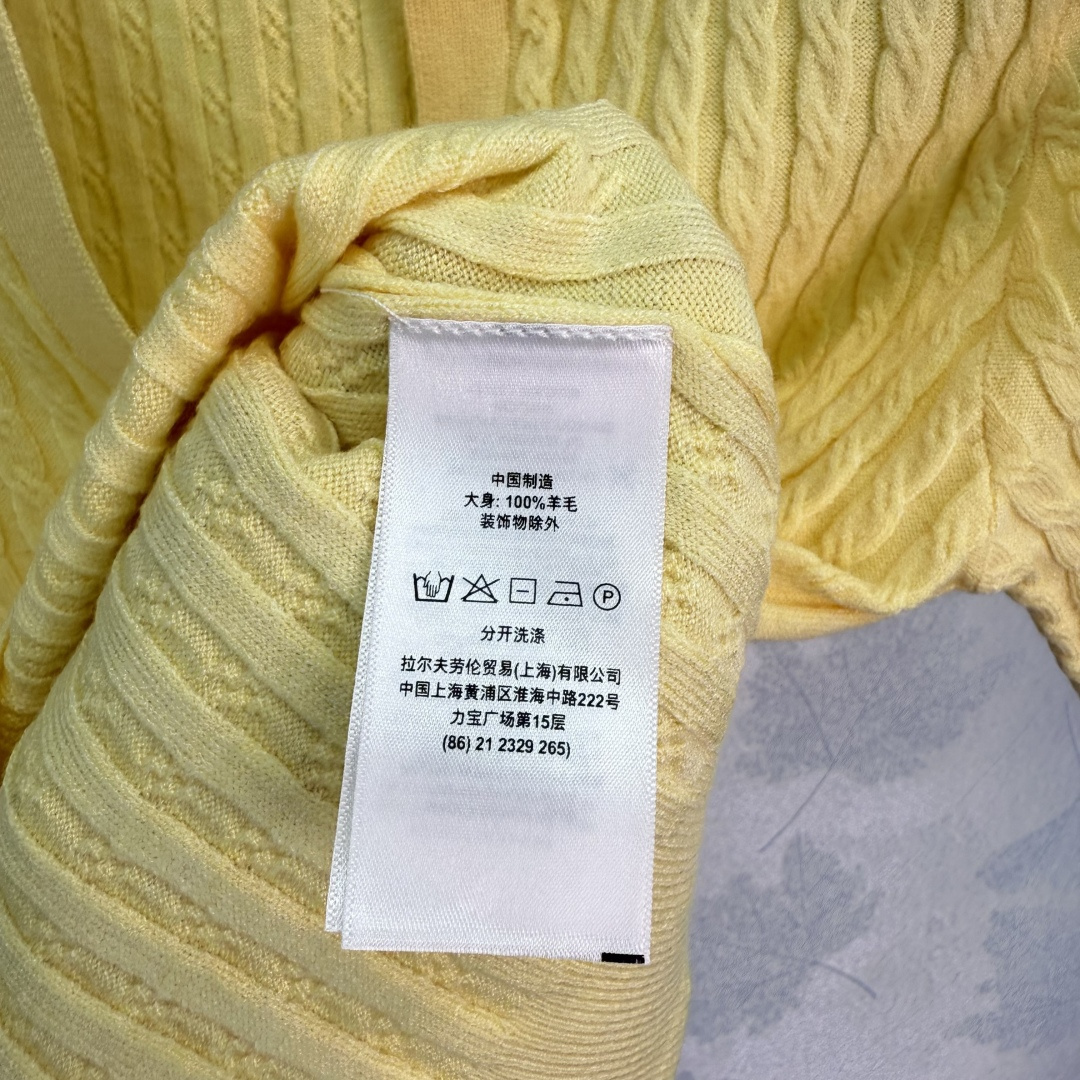 中国制造
大身: 100%羊毛
装饰物除外
P
分开洗涤
拉尔夫劳伦贸易(上海)有限公司
中国上海黄浦区淮海中路222号
力宝广场第15层
(86) 21 2329 265)